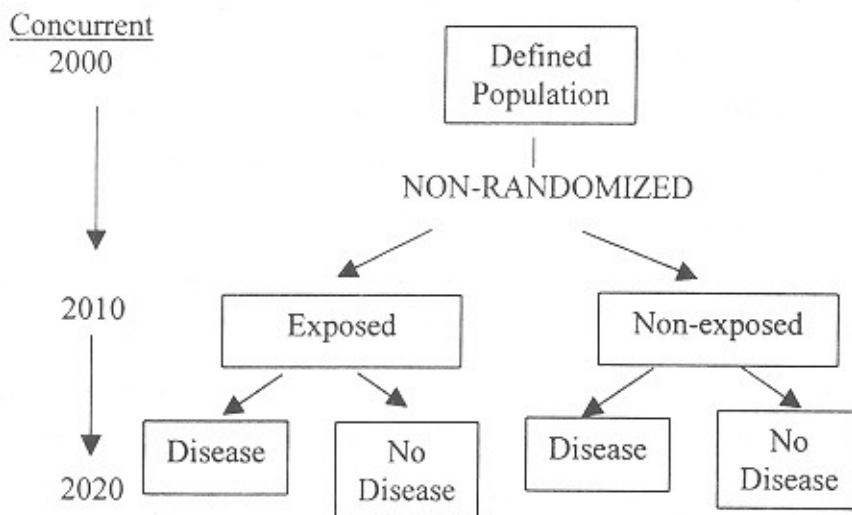 Concurrent
2000
Defined
Population
NON-RANDOMIZED
2010
Exposed
Non-exposed
Disease
No
Disease
Disease
No
Disease
2020